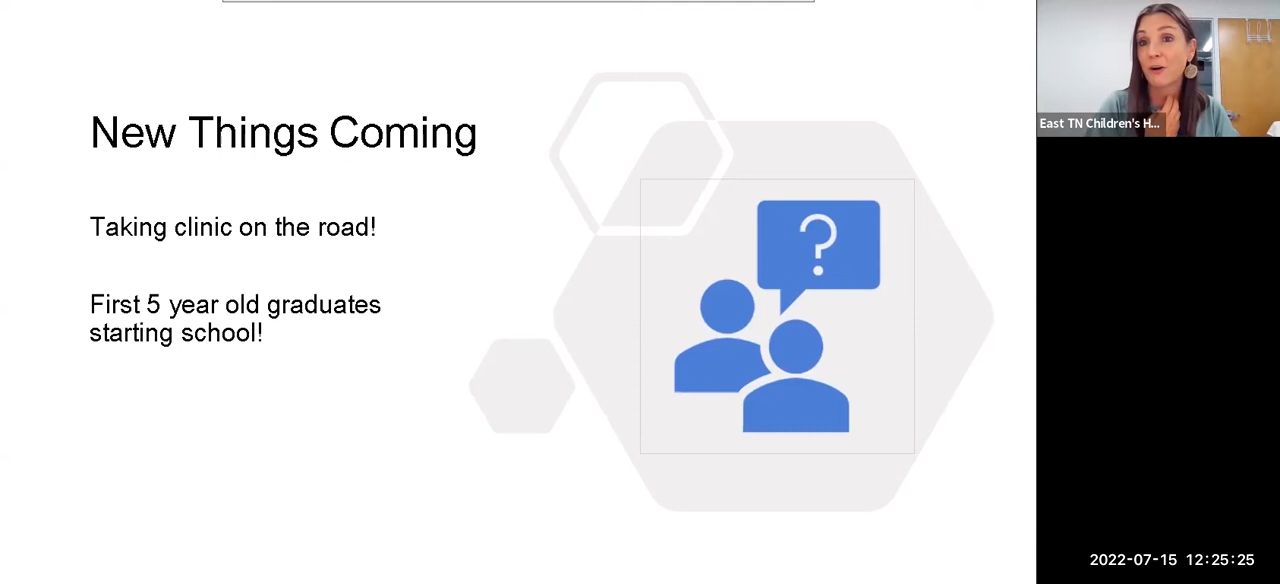 New Things Coming
Taking clinic on the road!
First 5 year old graduates
starting school!
?
East TN Children's H...
2022-07-15 12:25:25